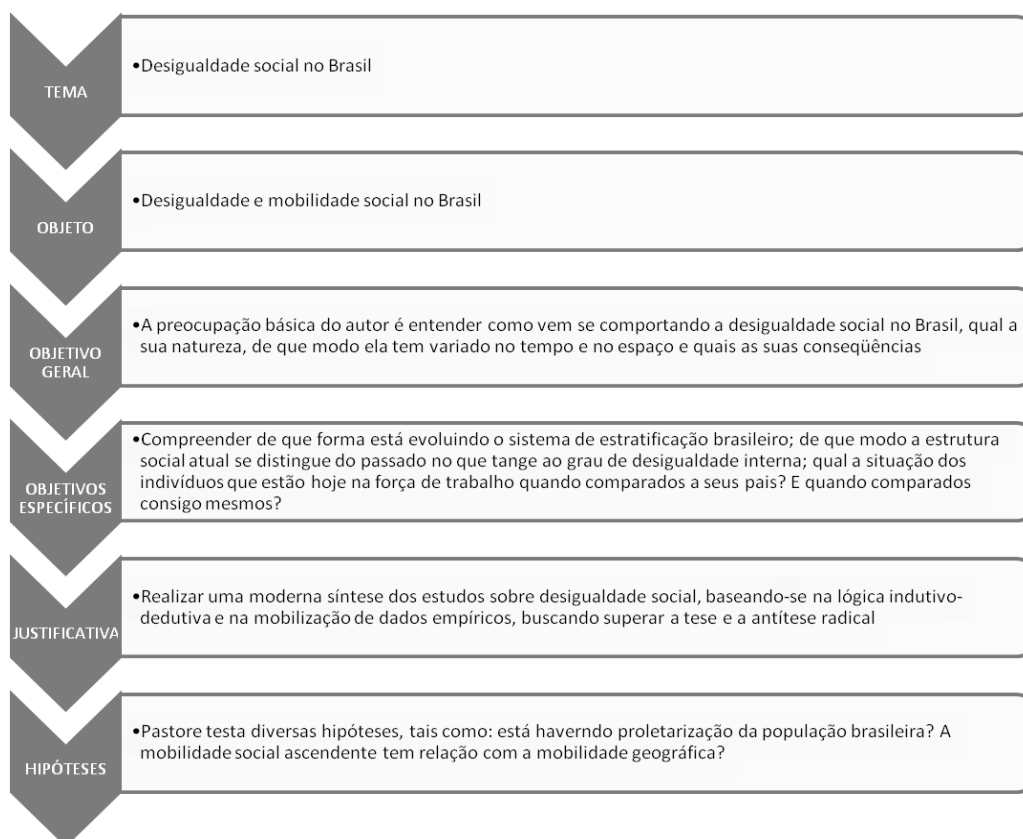 TEMA
•Desigualdade social no Brasil
OBJETO
•Desigualdade e mobilidade social no Brasil
OBJETIVO
GERAL
•A preocupação básica do autor é entender como vem se comportando a desigualdade social no Brasil, qual a
sua natureza, de que modo ela tem variado no tempo e no espaço e quais as suas conseqüências
OBJETIVOS
ESPECÍFICOS
•Compreender de que forma está evoluindo o sistema de estratificação brasileiro; de que modo a estrutura
social atual se distingue do passado no que tange ao grau de desigualdade interna; qual a situação dos
indivíduos que estão hoje na força de trabalho quando comparados a seus pais? E quando comparados
consigo mesmos?
JUSTIFICATIVA
•Realizar uma moderna síntese dos estudos sobre desigualdade social, baseando-se na lógica indutivo-
dedutiva e na mobilização de dados empíricos, buscando superar a tese e a antítese radical
HIPÓTESES
•Pastore testa diversas hipóteses, tais como: está haverndo proletarização da população brasileira? A
mobilidade social ascendente tem relação com a mobilidade geográfica?